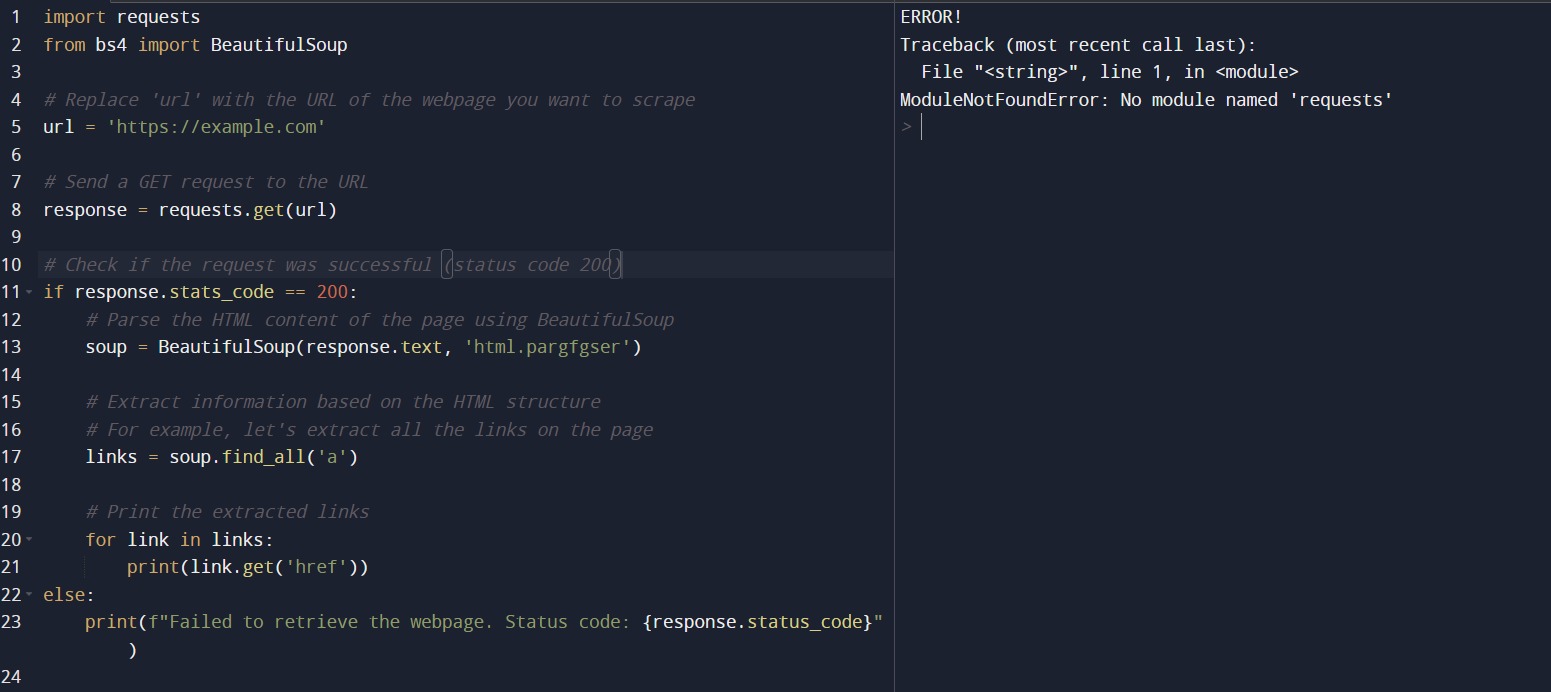 1 import requests
2 from bs4 import BeautifulSoup
3
4 # Replace 'url' with the URL of the webpage you want to scrape
5 url = 'https://example.com'
6
7 # Send a GET request to the URL
8 response = requests.get(url)
9
10 # Check if the request was successful (status code 200)
11 if response.stats_code == 200:
12     # Parse the HTML content of the page using BeautifulSoup
13     soup = BeautifulSoup(response.text, 'html.pargfgser')
14
15     # Extract information based on the HTML structure
16     # For example, let's extract all the links on the page
17     links = soup.find_all('a')
18
19     # Print the extracted links
20     for link in links:
21         print(link.get('href'))
22 else:
23     print(f"Failed to retrieve the webpage. Status code: {response.status_code}"
        )
24
ERROR!
Traceback (most recent call last):
  File "<string>", line 1, in <module>
ModuleNotFoundError: No module named 'requests'
>